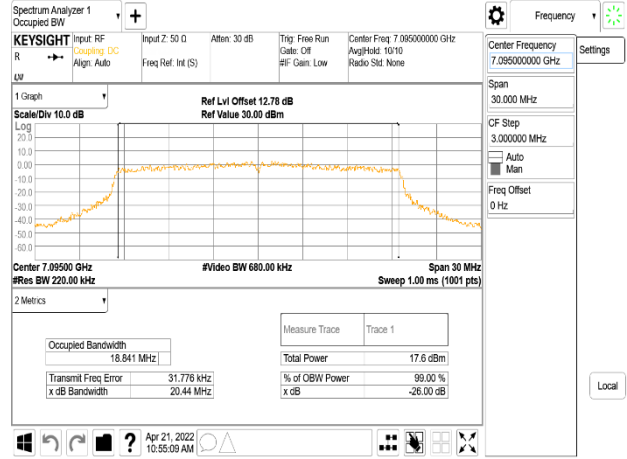 Spectrum Analyzer 1
Occupied BW
Frequency
KEYSIGHT
R
Input: RF
Coupling: DC
Align: Auto
Input Z: 50 Ω
Freq Ref: Int (S)
Atten: 30 dB
Trig: Free Run
Gate: Off
#IF Gain: Low
Center Freq: 7.095000000 GHz
Avg|Hold: 10/10
Radio Std: None
1 Graph
Scale/Div 10.0 dB
Ref Lvl Offset 12.78 dB
Ref Value 30.00 dBm
Log
20.0
10.0
0.00
-10.0
-20.0
-30.0
-40.0
-50.0
-60.0
Center 7.09500 GHz
#Res BW 220.00 kHz
#Video BW 680.00 kHz
Span 30 MHz
Sweep 1.00 ms (1001 pts)
2 Metrics
Measure Trace
Trace 1
Occupied Bandwidth
18.841 MHz
Total Power
17.6 dBm
Transmit Freq Error
31.776 kHz
% of OBW Power
99.00 %
x dB Bandwidth
20.44 MHz
x dB
-26.00 dB
Center Frequency
7.095000000 GHz
Settings
Span
30.000 MHz
CF Step
3.000000 MHz
Auto
Man
Freq Offset
0 Hz
Local
?
Apr 21, 2022
10:55:09 AM